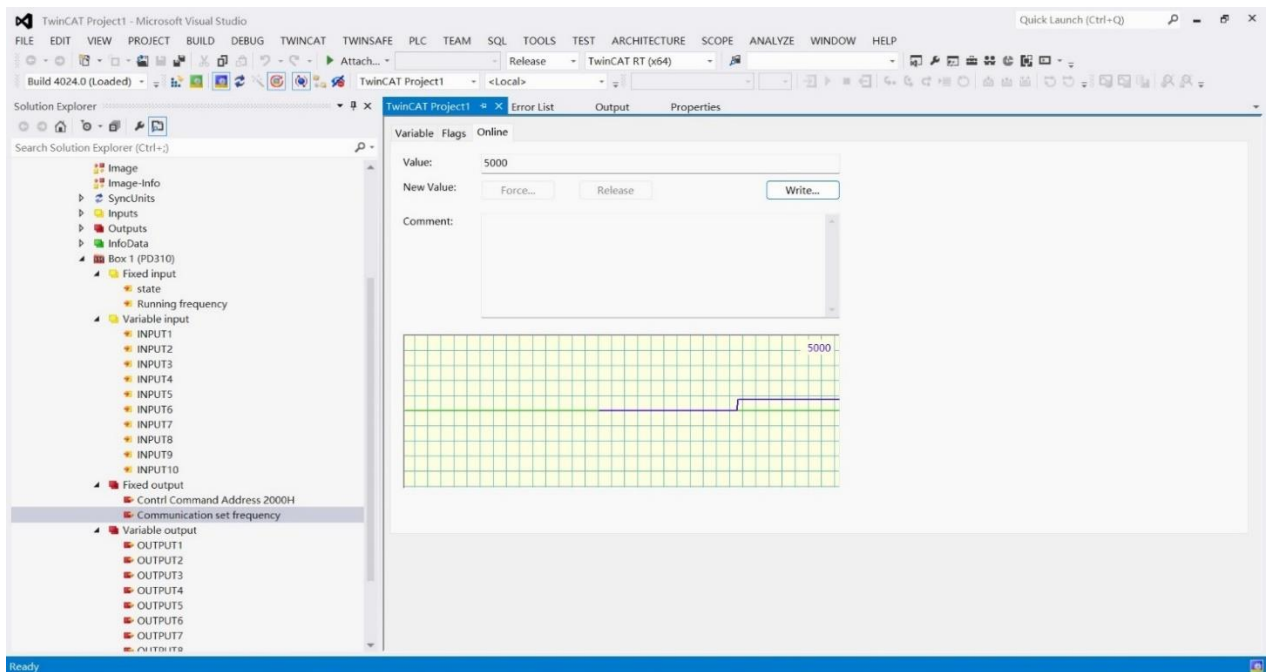 TwinCAT Project1 - Microsoft Visual Studio
Quick Launch (Ctrl+Q)
FILE EDIT VIEW PROJECT BUILD DEBUG TWINCAT TWINSAFE PLC TEAM SQL TOOLS TEST ARCHITECTURE SCOPE ANALYZE WINDOW HELP
Attach... Release TwinCAT RT (x64)
Build 4024.0 (Loaded) TwinCAT Project1 <Local>
Solution Explorer
TwinCAT Project1 Error List Output Properties
Search Solution Explorer (Ctrl+;)
Variable Flags Online
Value: 5000
New Value: Force... Release Write...
Comment:
5000
Image
Image-Info
SyncUnits
Inputs
Outputs
InfoData
Box 1 (PD310)
Fixed input
state
Running frequency
Variable input
INPUT1
INPUT2
INPUT3
INPUT4
INPUT5
INPUT6
INPUT7
INPUT8
INPUT9
INPUT10
Fixed output
Contrl Command Address 2000H
Communication set frequency
Variable output
OUTPUT1
OUTPUT2
OUTPUT3
OUTPUT4
OUTPUT5
OUTPUT6
OUTPUT7
OUTPUT8
Ready